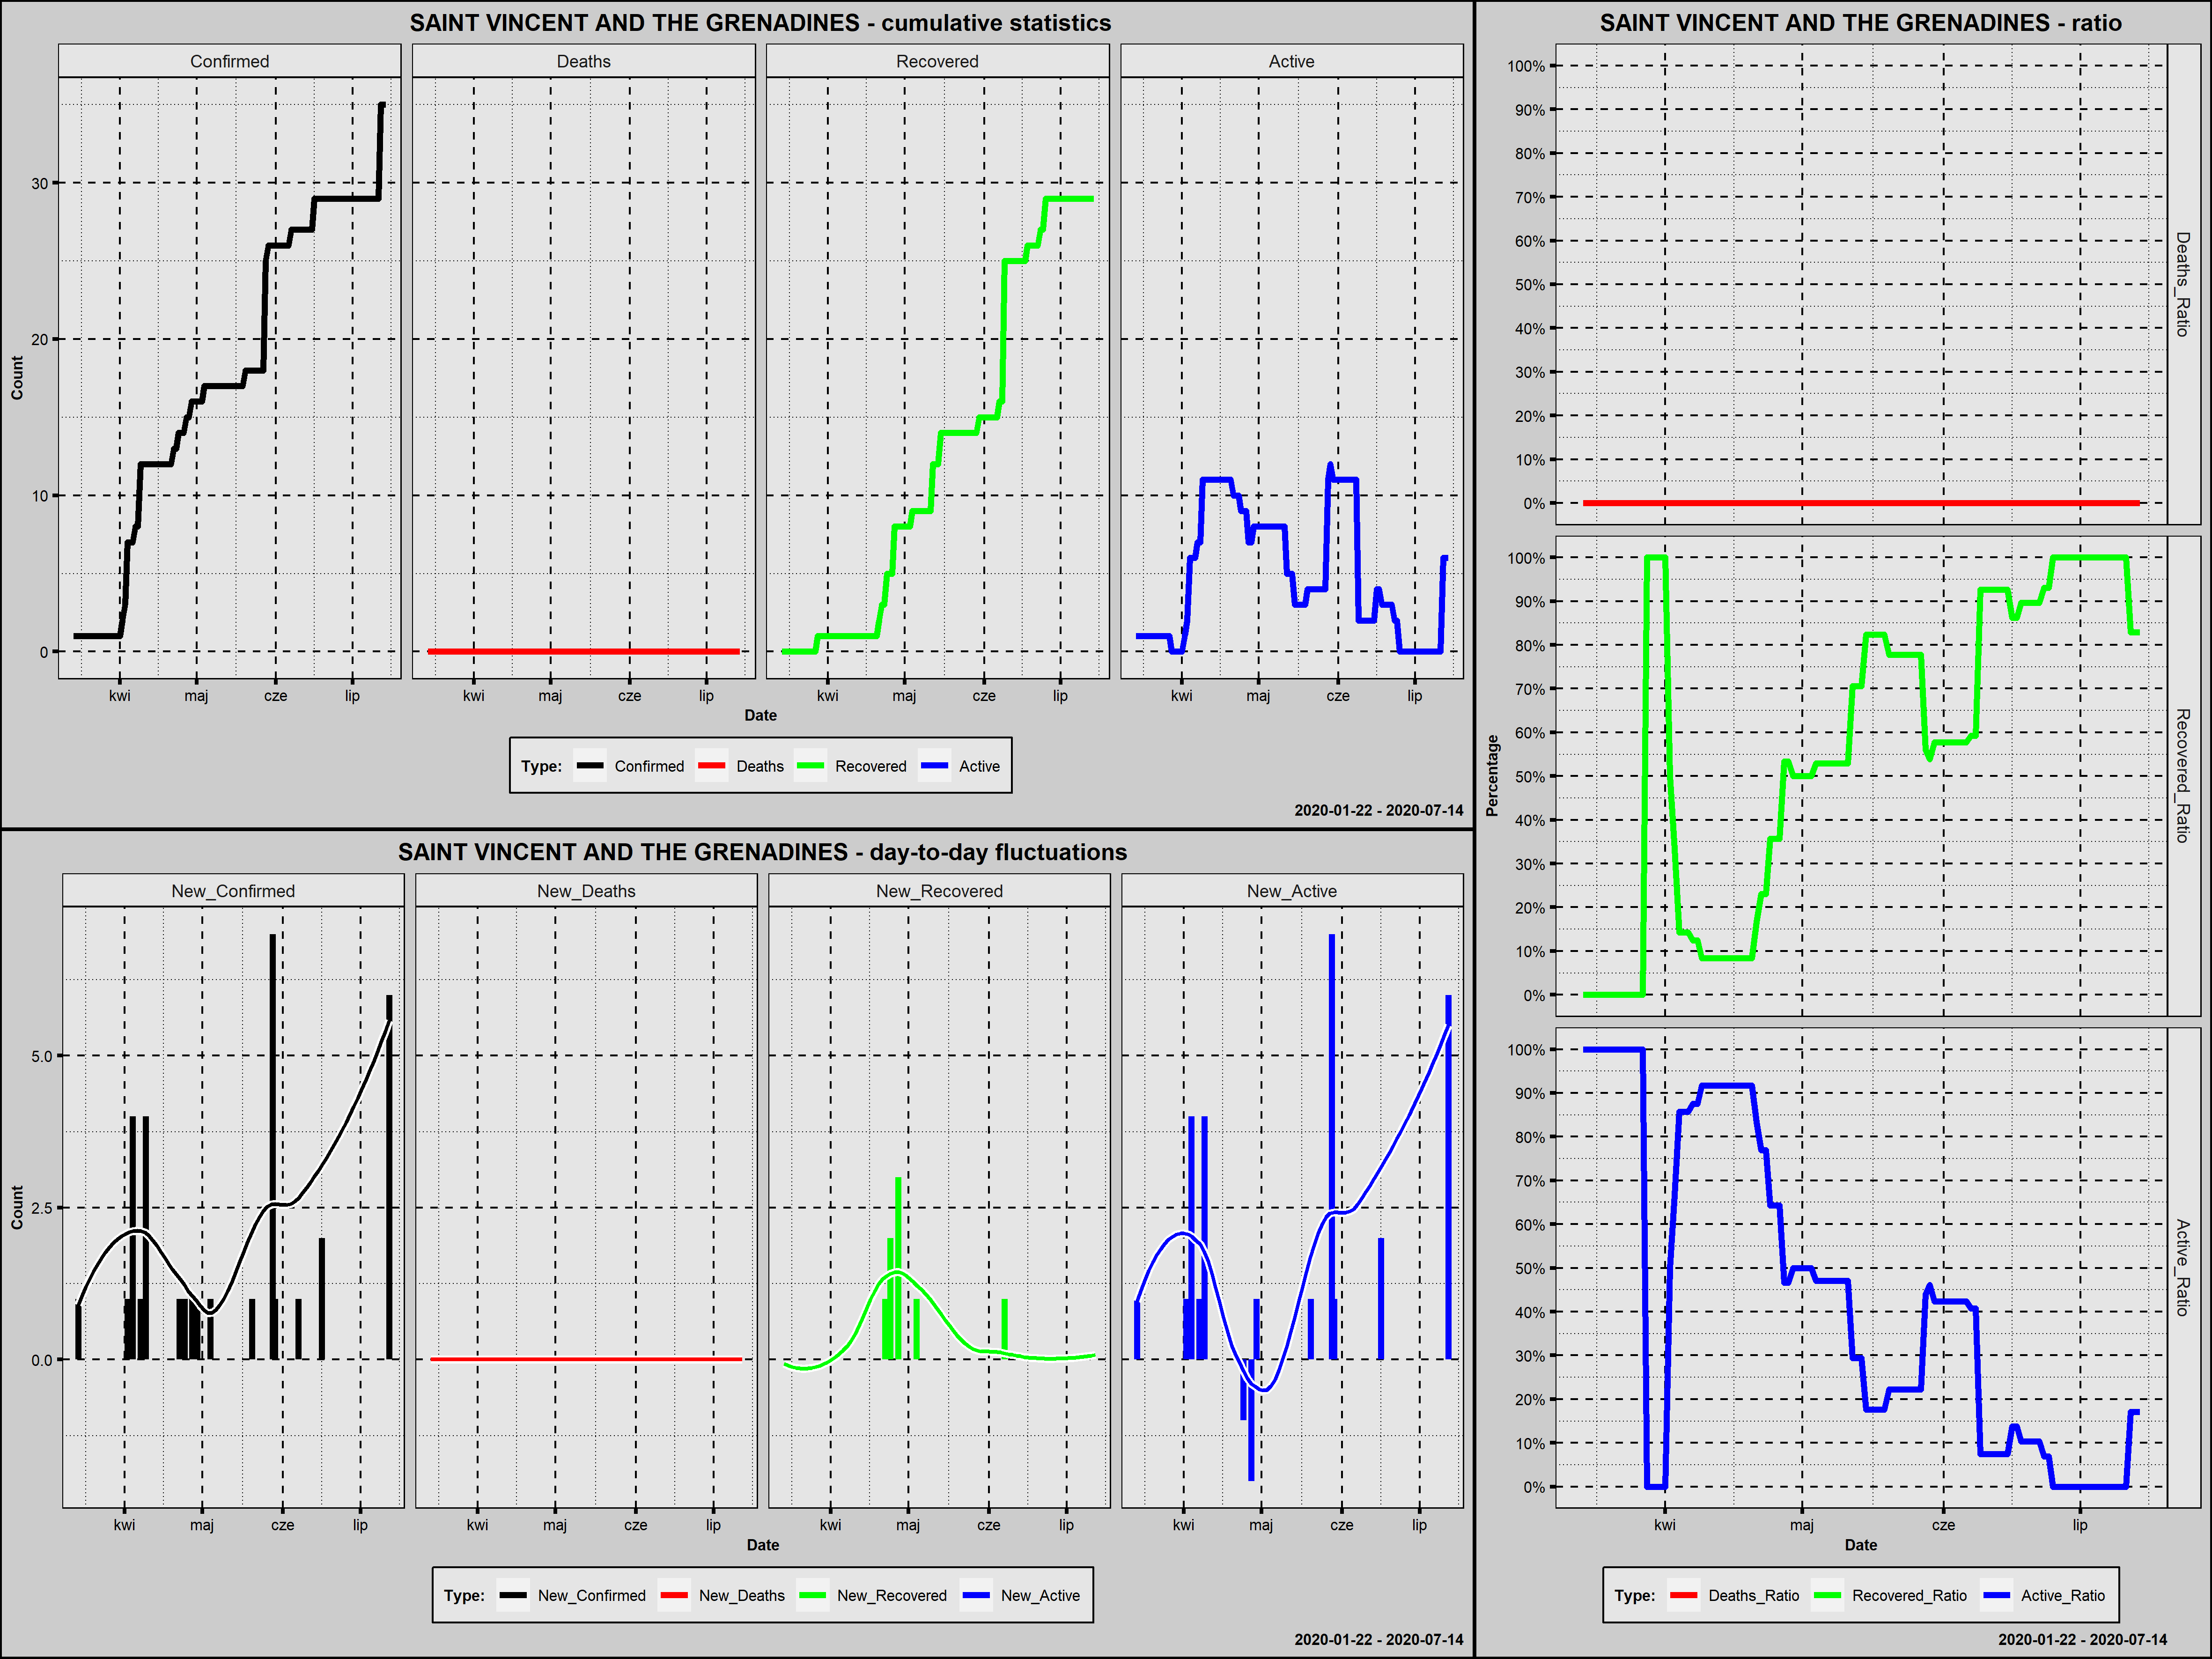 SAINT VINCENT AND THE GRENADINES - cumulative statistics
Confirmed Deaths Recovered Active
Count
30
20
10
0
kwi maj cze lip kwi maj cze lip kwi maj cze lip kwi maj cze lip
Date
Type: Confirmed Deaths Recovered Active
2020-01-22 - 2020-07-14
SAINT VINCENT AND THE GRENADINES - day-to-day fluctuations
New_Confirmed New_Deaths New_Recovered New_Active
Count
5.0
2.5
0.0
kwi maj cze lip kwi maj cze lip kwi maj cze lip kwi maj cze lip
Date
Type: New_Confirmed New_Deaths New_Recovered New_Active
2020-01-22 - 2020-07-14
SAINT VINCENT AND THE GRENADINES - ratio
Percentage
100%
90%
80%
70%
60%
50%
40%
30%
20%
10%
0%
Deaths_Ratio
100%
90%
80%
70%
60%
50%
40%
30%
20%
10%
0%
Recovered_Ratio
100%
90%
80%
70%
60%
50%
40%
30%
20%
10%
0%
Active_Ratio
kwi maj cze lip
Date
Type: Deaths_Ratio Recovered_Ratio Active_Ratio
2020-01-22 - 2020-07-14